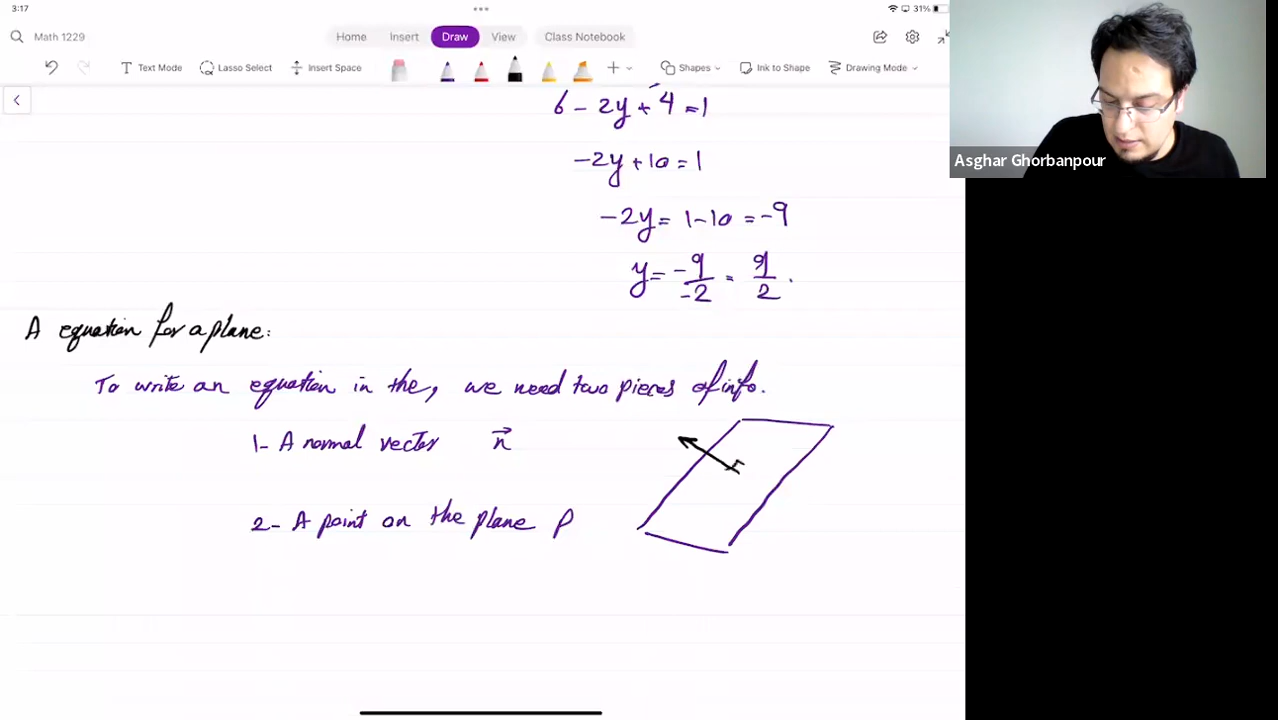 3:17
31%
Math 1229
Home Insert Draw View Class Notebook
Text Mode Lasso Select Insert Space Shapes Ink to Shape Drawing Mode
6 - 2y + 4 = 1
-2y + 10 = 1
-2y = 1 - 10 = -9
y = -9/-2 = 9/2 .
A equation for a plane:
To write an equation in the, we need two pieces of info.
1- A normal vector n⃗
2- A point on the plane P
Asghar Ghorbanpour